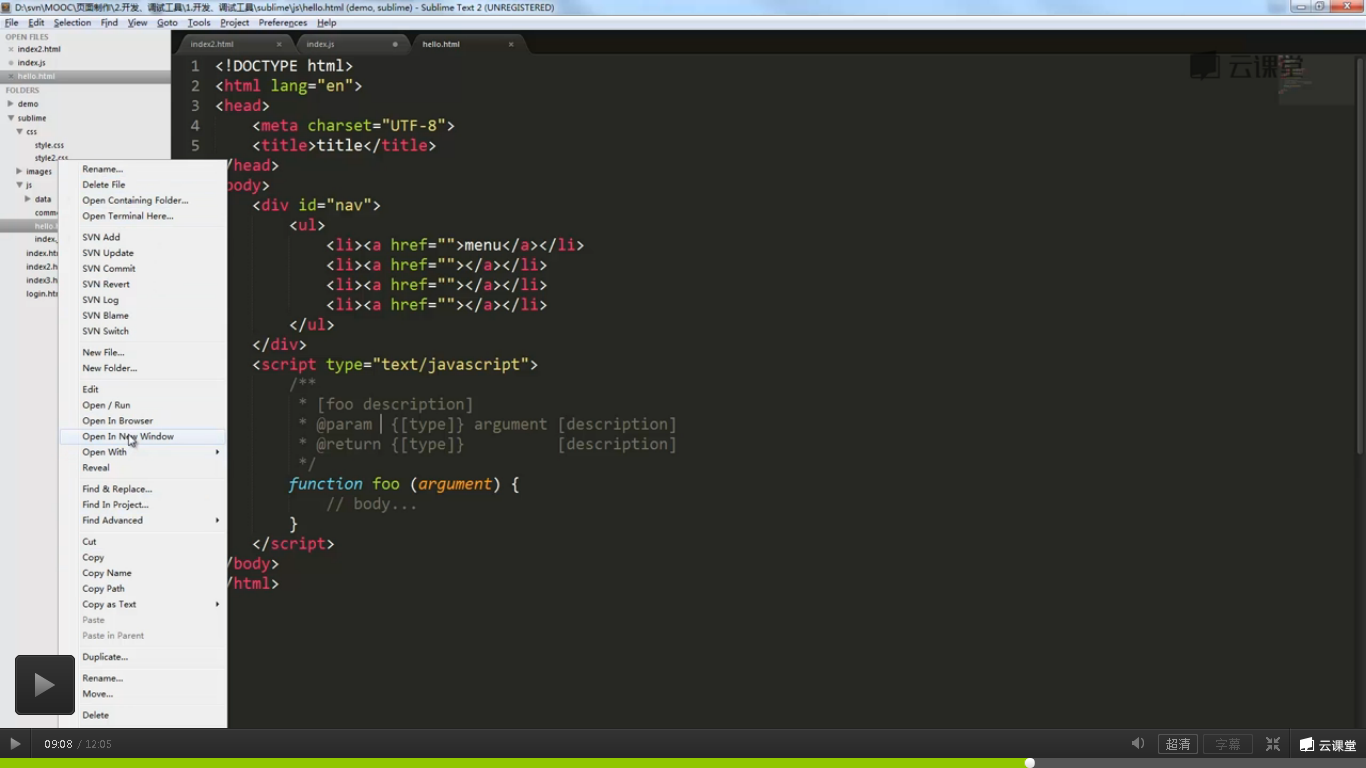 D:\svn\MOOC\页面制作\2.开发、调试工具\1.开发、调试工具\sublime\js\hello.html (demo, sublime) - Sublime Text 2 (UNREGISTERED)
File Edit Selection Find View Goto Tools Project Preferences Help
OPEN FILES
index2.html
index.js
hello.html
FOLDERS
demo
sublime
css
style.css
style2.css
images
js
data
comm
hello.
index.
index.ht
index2.h
index3.h
login.ht
index2.html
index.js
hello.html
云课堂
1 <!DOCTYPE html>
2 <html lang="en">
3 <head>
4 <meta charset="UTF-8">
5 <title>title</title>
/head>
body>
<div id="nav">
<ul>
<li><a href="">menu</a></li>
<li><a href=""></a></li>
<li><a href=""></a></li>
<li><a href=""></a></li>
</ul>
</div>
<script type="text/javascript">
/**
* [foo description]
* @param {[type]} argument [description]
* @return {[type]} [description]
*/
function foo (argument) {
// body...
}
</script>
/body>
/html>
Rename...
Delete File
Open Containing Folder...
Open Terminal Here...
SVN Add
SVN Update
SVN Commit
SVN Revert
SVN Log
SVN Blame
SVN Switch
New File...
New Folder...
Edit
Open / Run
Open In Browser
Open In New Window
Open With
Reveal
Find & Replace...
Find In Project...
Find Advanced
Cut
Copy
Copy Name
Copy Path
Copy as Text
Paste
Paste in Parent
Duplicate...
Rename...
Move...
Delete
09:08 / 12:05
超清
字幕
云课堂